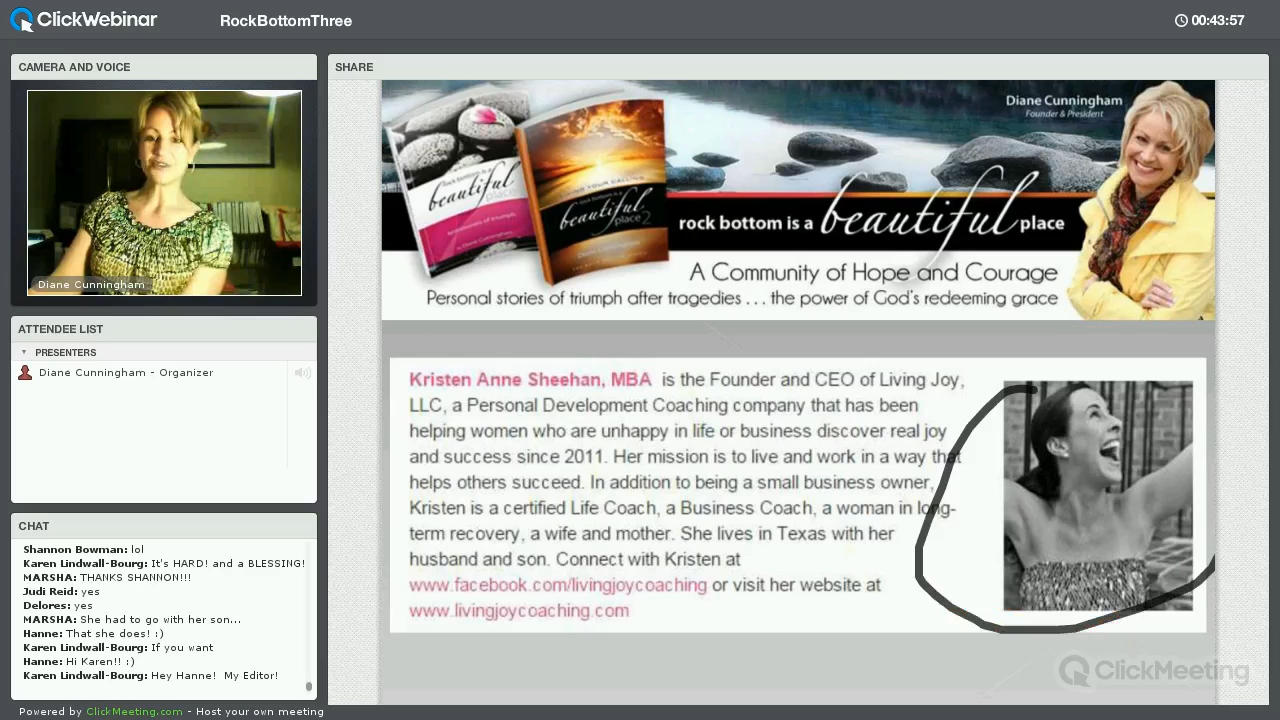 ClickWebinar
RockBottomThree
00:43:57
CAMERA AND VOICE
Diane Cunningham
ATTENDEE LIST
PRESENTERS
Diane Cunningham - Organizer
CHAT
Shannon Bowman: lol
Karen Lindwall-Bourg: It's HARD! and a BLESSING!
MARSHA: THANKS SHANNON!!!
Judi Reid: yes
Delores: yes
MARSHA: She had to go with her son...
Hanne: That she does! :)
Karen Lindwall-Bourg: If you want
Hanne: Hi Karen!! :)
Karen Lindwall-Bourg: Hey Hanne! My Editor!
Powered by ClickMeeting.com - Host your own meeting
SHARE
Diane Cunningham
Founder & President
beautiful
beautiful
place 2
rock bottom is a beautiful place
A Community of Hope and Courage
Personal stories of triumph after tragedies . . . the power of God's redeeming grace
Kristen Anne Sheehan, MBA is the Founder and CEO of Living Joy,
LLC, a Personal Development Coaching company that has been
helping women who are unhappy in life or business discover real joy
and success since 2011. Her mission is to live and work in a way that
helps others succeed. In addition to being a small business owner,
Kristen is a certified Life Coach, a Business Coach, a woman in long-
term recovery, a wife and mother. She lives in Texas with her
husband and son. Connect with Kristen at
www.facebook.com/livingjoycoaching or visit her website at
www.livingjoycoaching.com
ClickMeeting